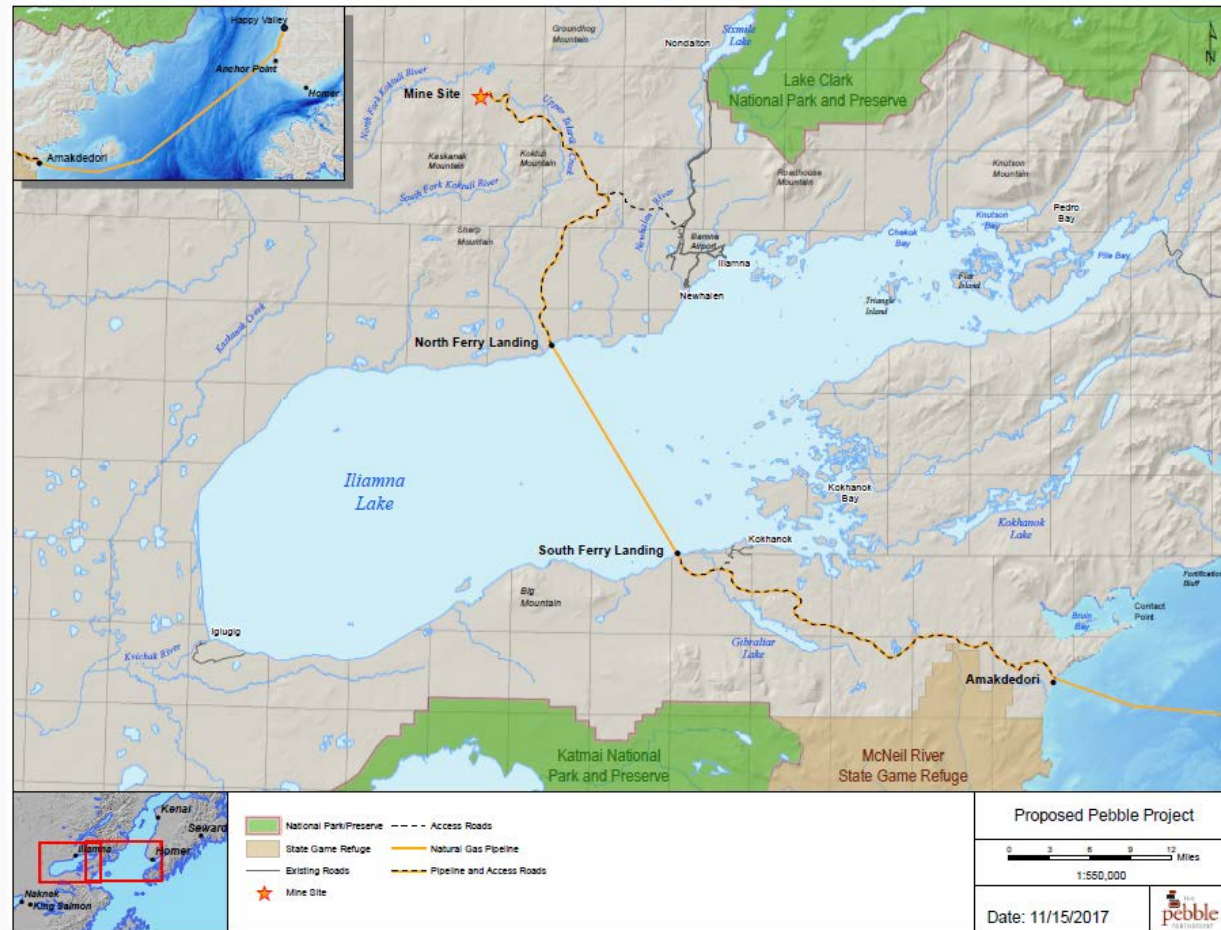 Happy Valley
Anchor Point
Homer
Amakdedori
Groundhog
Mountain
Nondalton
Sixmile
Lake
N
Lake Clark
National Park and Preserve
North Fork Koktuli River
Mine Site
Upper Talarik Creek
Kaskanak
Mountain
Koktuli
Mountain
South Fork Koktuli River
Roadhouse
Mountain
Knutson
Mountain
Newhalen River
Sharp
Mountain
Iliamna
Airport
Iliamna
Newhalen
Chekok
Bay
Knutson
Bay
Pedro
Bay
Pile Bay
Flat
Island
Triangle
Island
Kaskanak Creek
North Ferry Landing
Iliamna
Lake
Kokhanok
Bay
Kokhanok
Lake
South Ferry Landing
Kokhanok
Fortification
Bluff
Big
Mountain
Bruin
Bay
Contact
Point
Igiugig
Kvichak River
Gibraltar
Lake
Amakdedori
Katmai National
Park and Preserve
McNeil River
State Game Refuge
Kenai
Seward
Iliamna
Homer
Naknek
King Salmon
National Park/Preserve
State Game Refuge
Existing Roads
Mine Site
Access Roads
Natural Gas Pipeline
Pipeline and Access Roads
Proposed Pebble Project
0 3 6 9 12
Miles
1:550,000
Date: 11/15/2017
THE
pebble
PARTNERSHIP